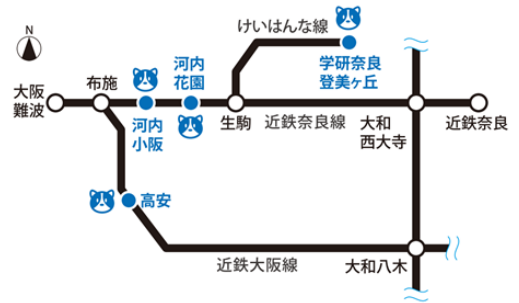 N
けいはんな線
学研奈良
登美ヶ丘
河内
花園
布施
大阪
難波
河内
小阪
生駒
近鉄奈良線
大和
西大寺
近鉄奈良
高安
近鉄大阪線
大和八木